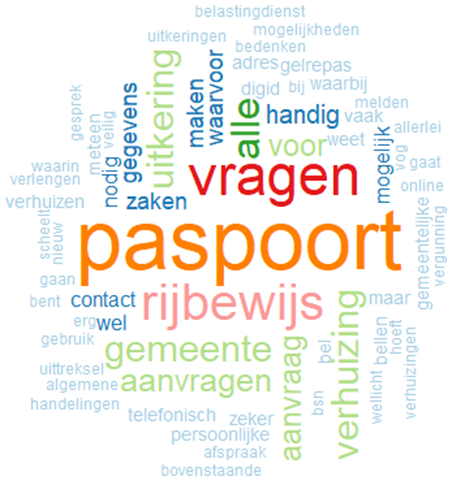 belastingdienst
uitkeringen mogelijkheden
bedenken
adres gelrepas
digid bij waarbij
gesprek
meteen
veilig
nodig
gegevens
uitkering
maken
waarvoor
alle
handig
vaak
melden
voor
weet
mogelijk
allerlei
vog
gaat
waarin
verlengen
online
vragen
zaken
verhuizen
gemeentelijke
vergunning
paspoort
scheelt
nieuw
gaan
bent
contact
rijbewijs
maar
erg
wel
gebruik
gemeente
aanvraag
bel
verhuizing
bellen
hoeft
uittreksel
algemene
aanvragen
bsn
wellicht
verhuizingen
handelingen
telefonisch
zeker
persoonlijke
afspraak
bovenstaande